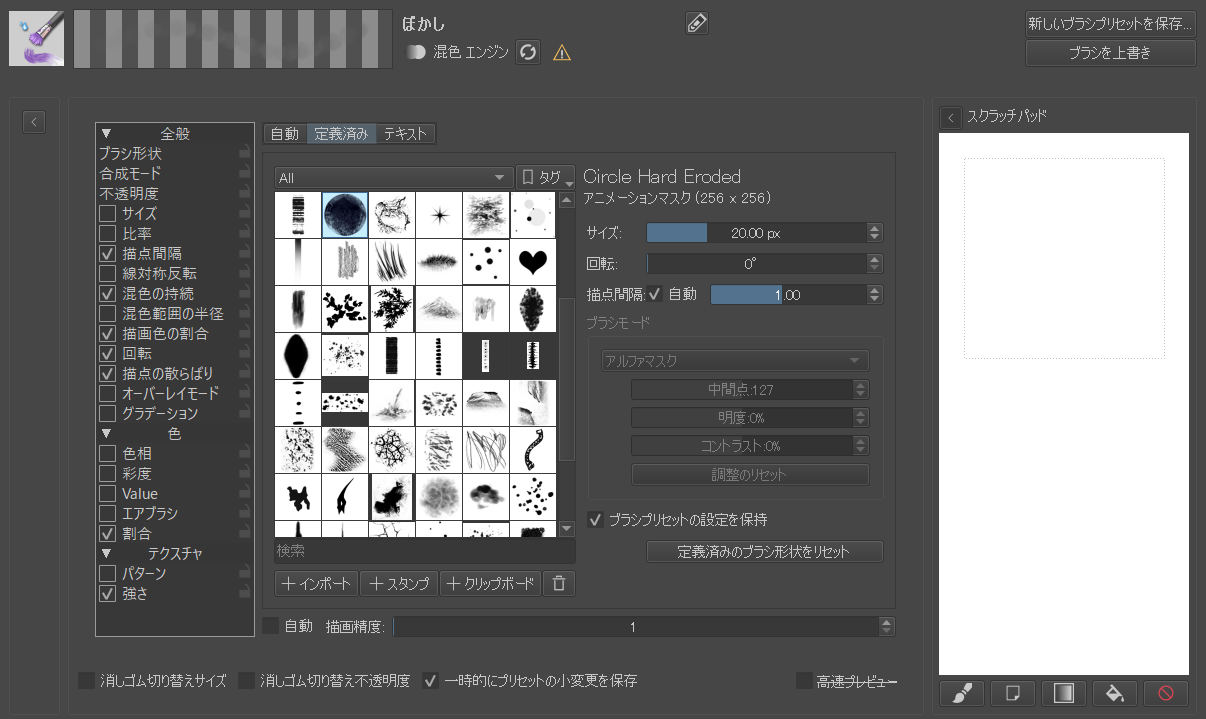 ぼかし
混色 エンジン
新しいブラシプリセットを保存...
ブラシを上書き
全般
ブラシ形状
合成モード
不透明度
サイズ
比率
描点間隔
線対称反転
混色の持続
混色範囲の半径
描画色の割合
回転
描点の散らばり
オーバーレイモード
グラデーション
色
色相
彩度
Value
エアブラシ
割合
テクスチャ
パターン
強さ
自動 定義済み テキスト
All タグ
検索
インポート スタンプ クリップボード
Circle Hard Eroded
アニメーションマスク (256 x 256)
サイズ: 20.00 px
回転: 0°
描点間隔: 自動 1.00
ブラシモード
アルファマスク
中間点:127
明度:0%
コントラスト:0%
調整のリセット
ブラシプリセットの設定を保持
定義済みのブラシ形状をリセット
自動 描画精度: 1
消しゴム切り替えサイズ 消しゴム切り替え不透明度 一時的にプリセットの小変更を保存 高速プレビュー
スクラッチパッド